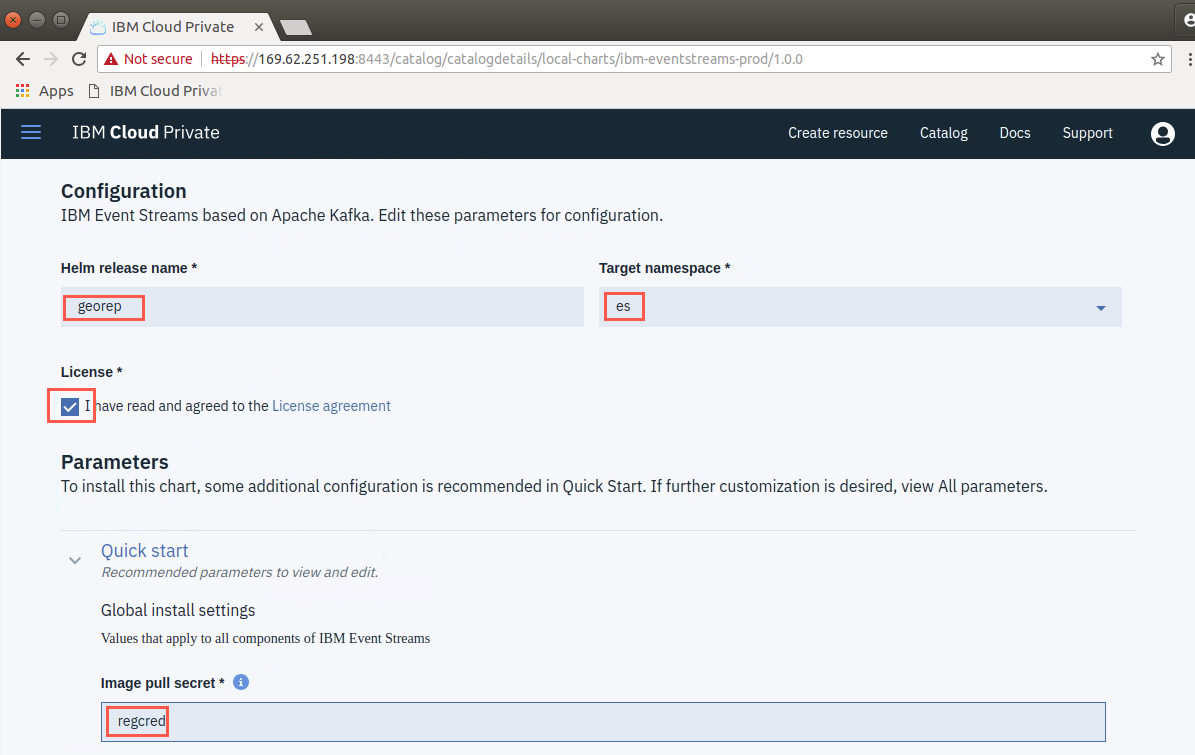 IBM Cloud Private
Not secure https://169.62.251.198:8443/catalog/catalogdetails/local-charts/ibm-eventstreams-prod/1.0.0
Apps IBM Cloud Privat
IBM Cloud Private Create resource Catalog Docs Support
Configuration
IBM Event Streams based on Apache Kafka. Edit these parameters for configuration.
Helm release name * Target namespace *
georep es
License *
I have read and agreed to the License agreement
Parameters
To install this chart, some additional configuration is recommended in Quick Start. If further customization is desired, view All parameters.
Quick start
Recommended parameters to view and edit.
Global install settings
Values that apply to all components of IBM Event Streams
Image pull secret *
regcred